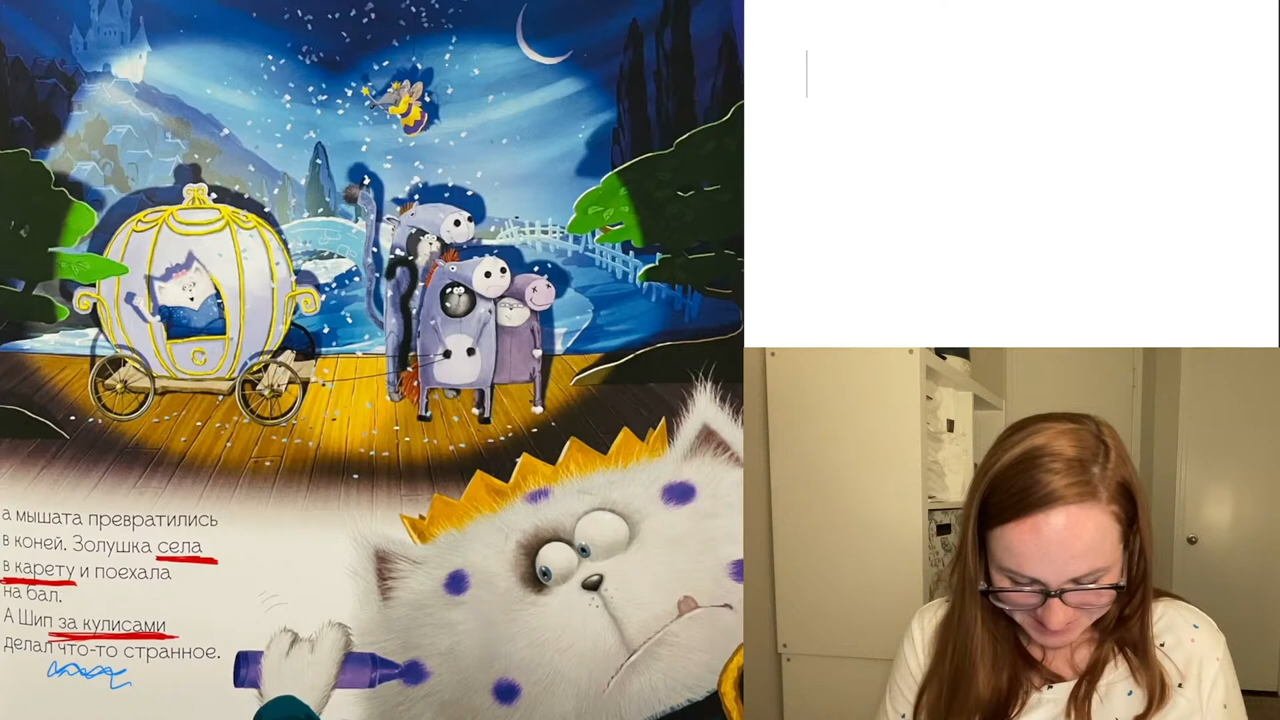 а мышата превратились
в коней. Золушка села
в карету и поехала
на бал.
А Шип за кулисами
делал что-то странное.
C